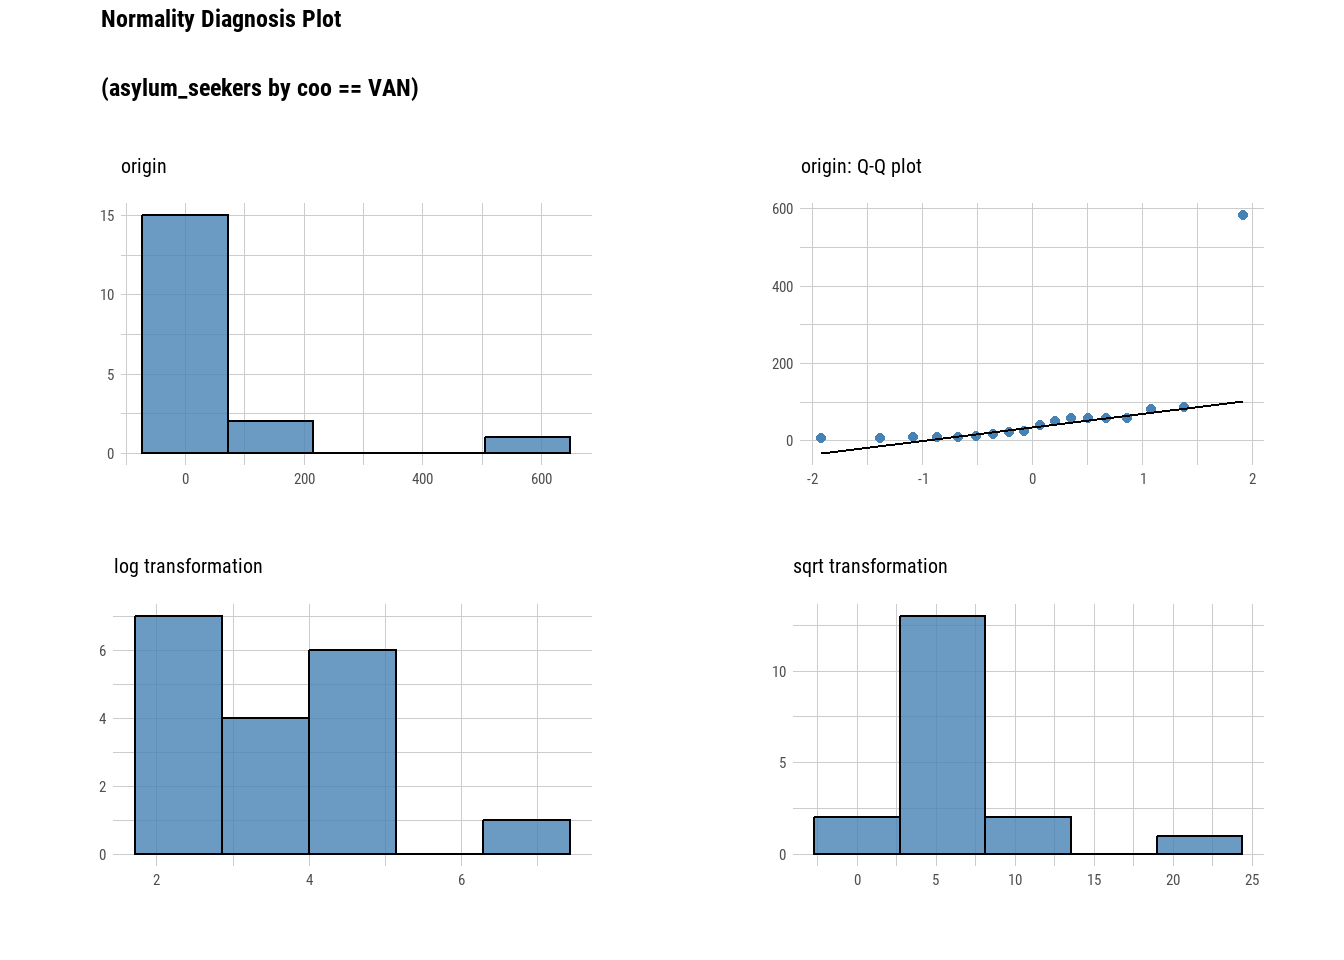 Normality Diagnosis Plot
(asylum_seekers by coo == VAN)
origin
15
10
5
0
0 200 400 600
origin: Q-Q plot
600
400
200
0
-2 -1 0 1 2
log transformation
6
4
2
0
2 4 6
sqrt transformation
10
5
0
0 5 10 15 20 25